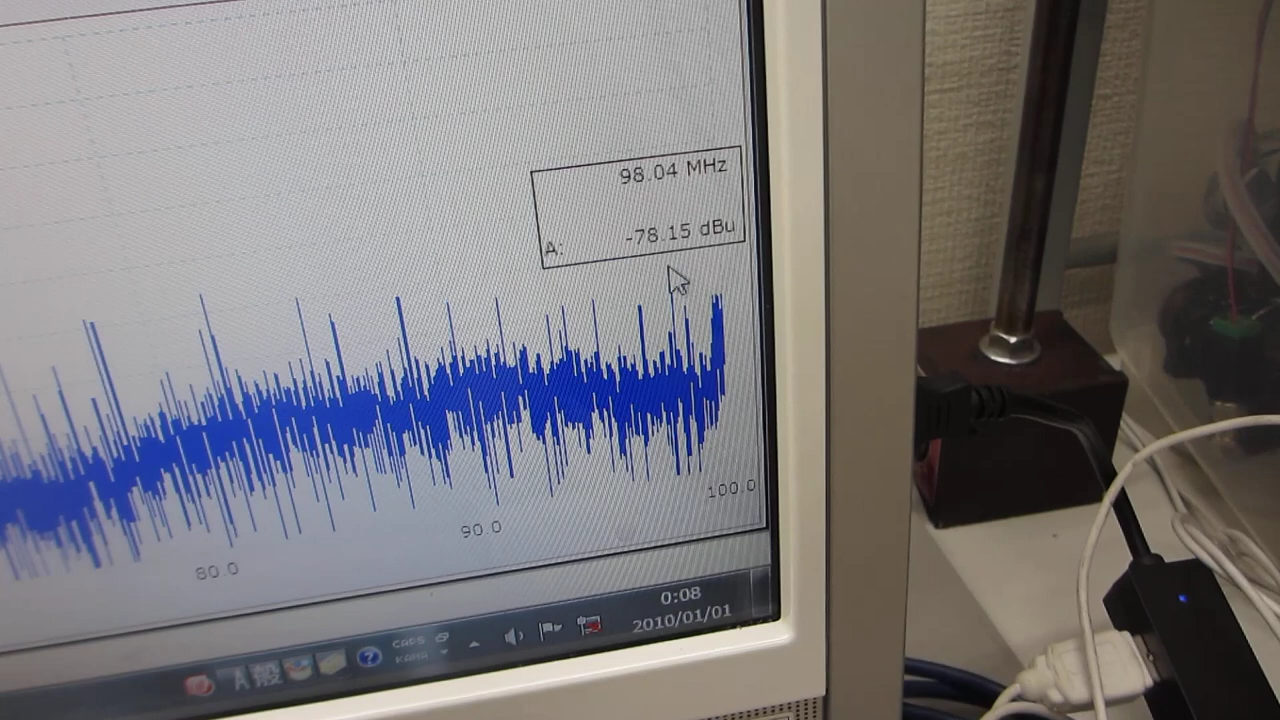 98.04 MHz
A: -78.15 dBu
100.0
90.0
80.0
0:08
2010/01/01
CAPS
KANA
A 般
?